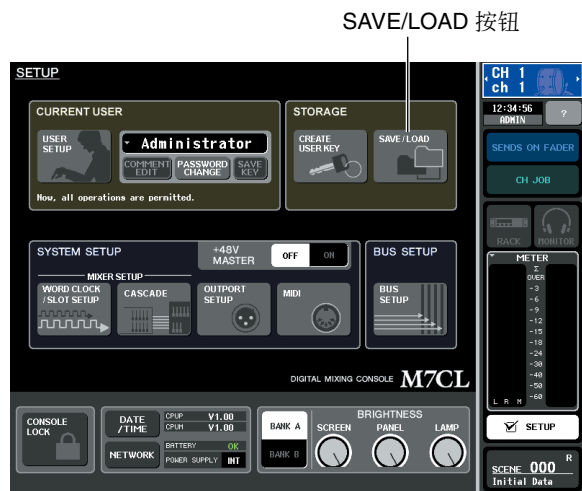 SAVE/LOAD 按钮
SETUP
CURRENT USER
USER
SETUP
Administrator
COMMENT
EDIT
PASSWORD
CHANGE
SAVE
KEY
Now, all operations are permitted.
STORAGE
CREATE
USER KEY
SAVE/LOAD
SYSTEM SETUP
+48V
MASTER
OFF
ON
MIXER SETUP
WORD CLOCK
/SLOT SETUP
CASCADE
OUTPORT
SETUP
MIDI
BUS SETUP
BUS
SETUP
DIGITAL MIXING CONSOLE M7CL
CONSOLE
LOCK
DATE
/TIME
CPUP V1.00
CPUM V1.00
NETWORK
BATTERY OK
POWER SUPPLY INT
BANK A
BANK B
BRIGHTNESS
SCREEN
PANEL
LAMP
CH 1
ch 1
12:34:56
ADMIN
?
SENDS ON FADER
CH JOB
RACK
MONITOR
METER
Σ
OVER
-3
-6
-9
-12
-15
-18
-24
-30
-40
-50
-60
L R M
SETUP
R
SCENE 000
Initial Data